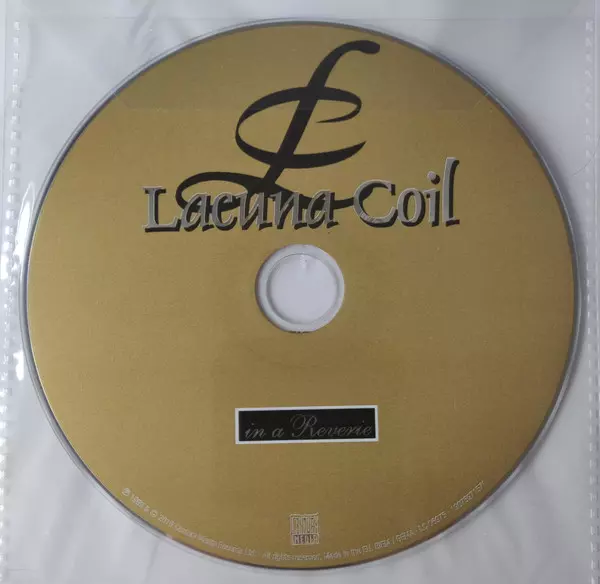 Lacuna Coil
in a Reverie
All rights reserved. Made in the EU.